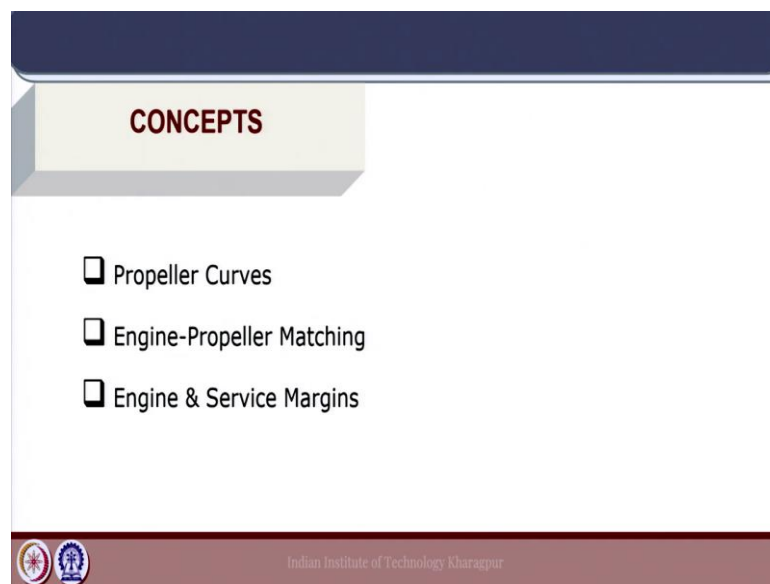 CONCEPTS
Propeller Curves
Engine-Propeller Matching
Engine & Service Margins
Indian Institute of Technology Kharagpur